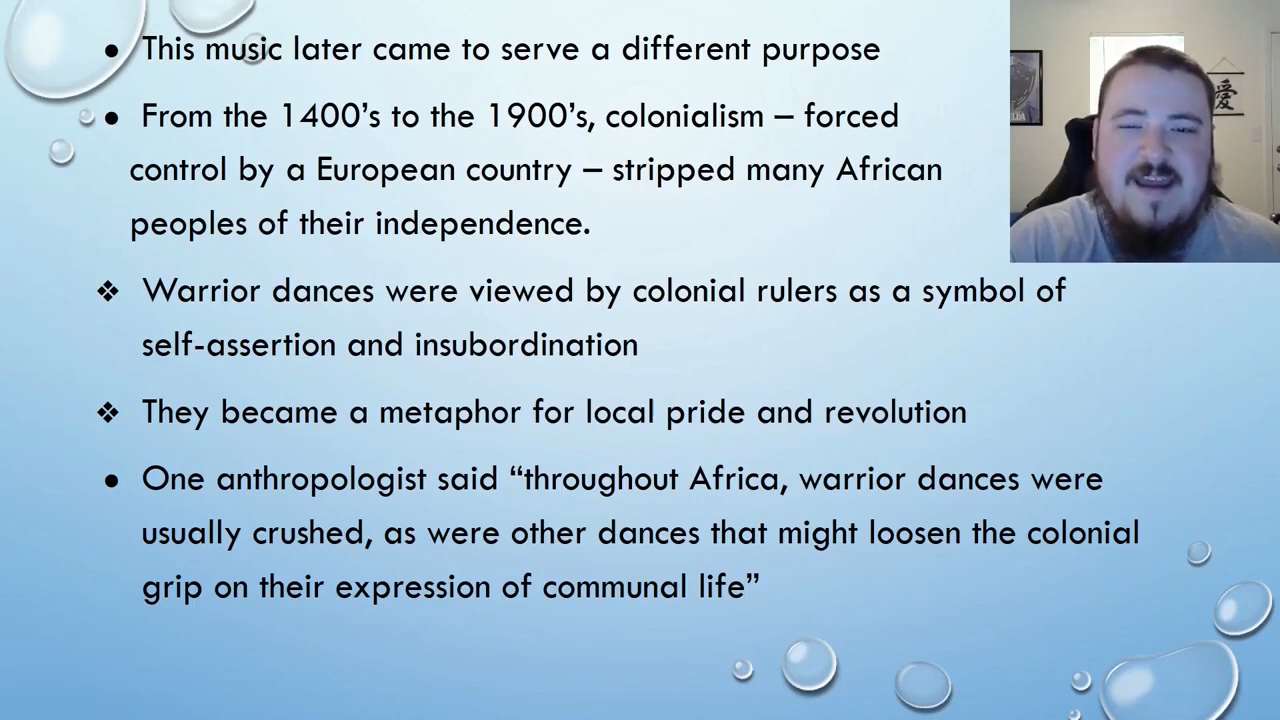 This music later came to serve a different purpose
From the 1400’s to the 1900’s, colonialism – forced
control by a European country – stripped many African
peoples of their independence.
Warrior dances were viewed by colonial rulers as a symbol of
self-assertion and insubordination
They became a metaphor for local pride and revolution
One anthropologist said “throughout Africa, warrior dances were
usually crushed, as were other dances that might loosen the colonial
grip on their expression of communal life”
愛